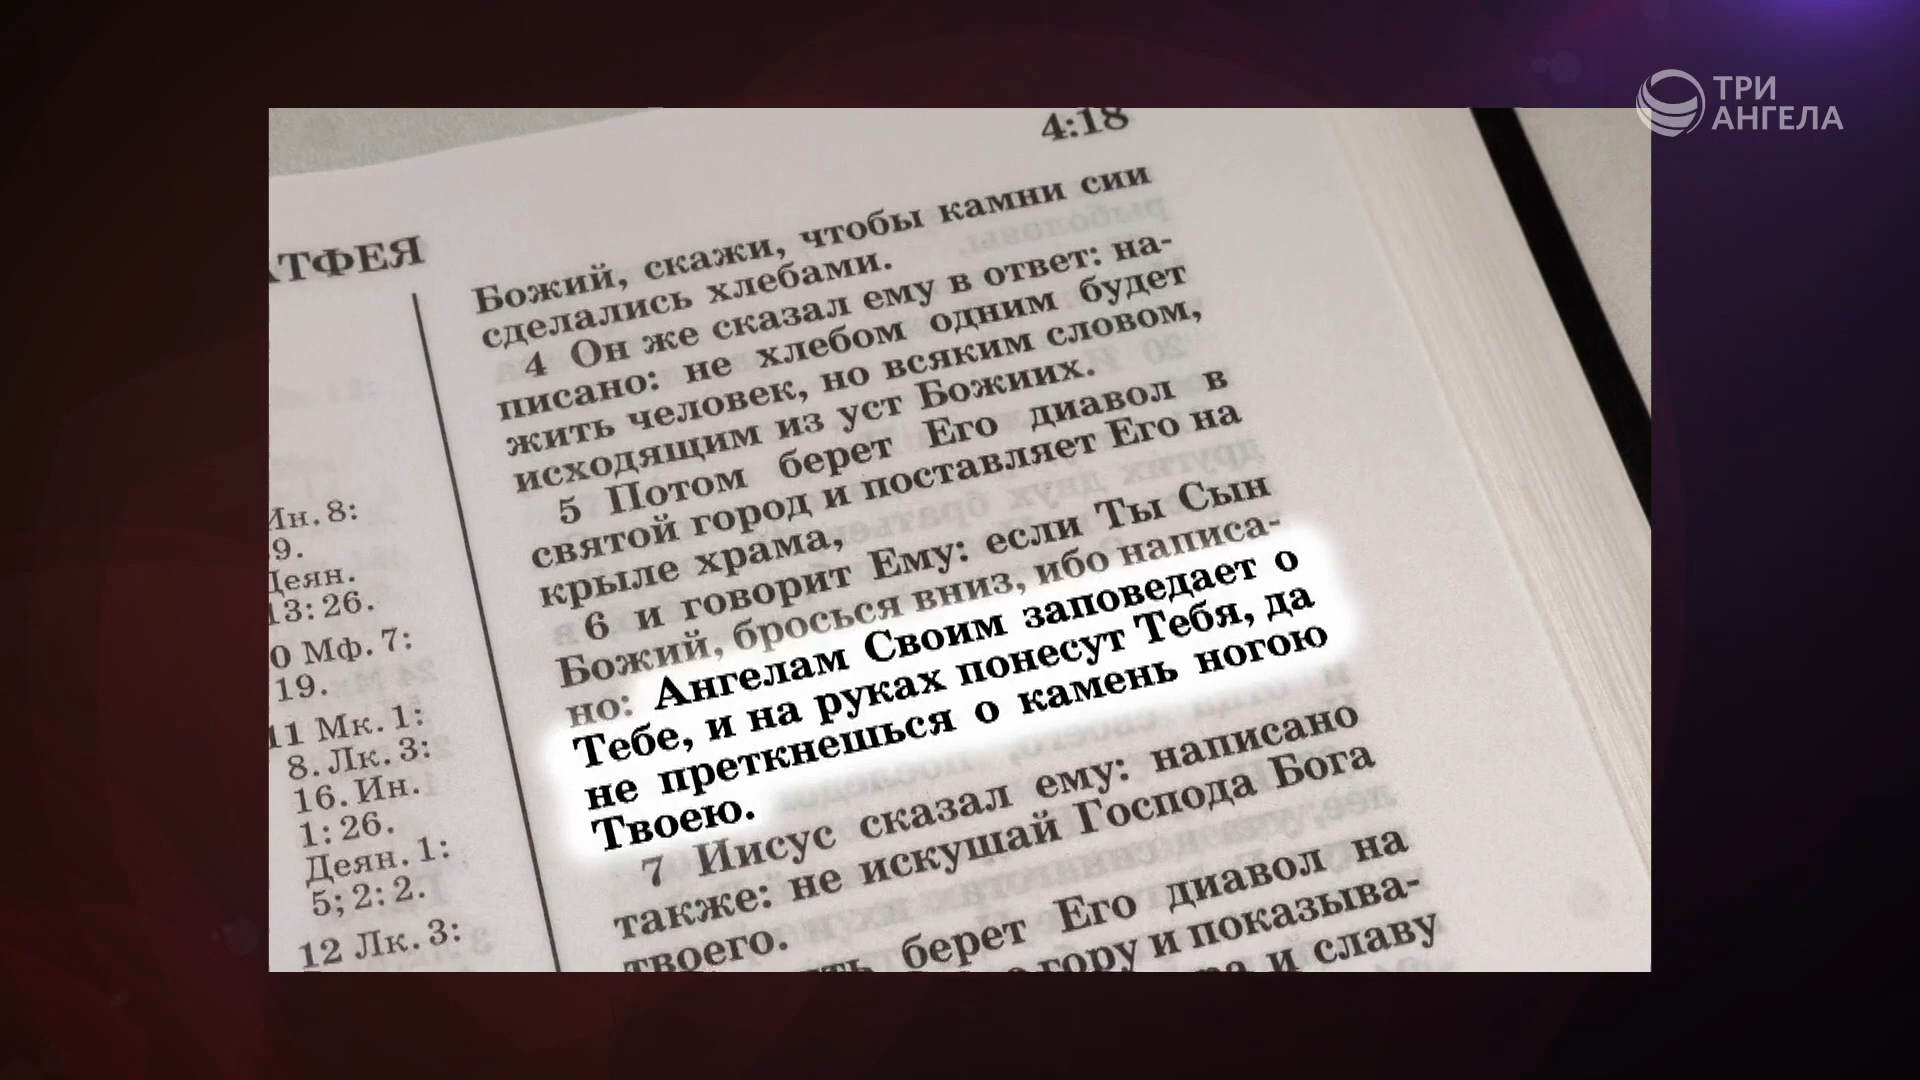 ТРИ
АНГЕЛА
4:18
АТФЕЯ
Ин. 8:
9.
Деян.
13: 26.
Мф. 7:
19.
11 Мк. 1:
8. Лк. 3:
16. Ин.
1: 26.
Деян. 1:
5; 2: 2.
12 Лк. 3:
Божий, скажи, чтобы камни сии
сделались хлебами.
4 Он же сказал ему в ответ: на-
писано: не хлебом одним будет
жить человек, но всяким словом,
исходящим из уст Божиих.
5 Потом берет Его диавол в
святой город и поставляет Его на
крыле храма,
6 и говорит Ему: если Ты Сын
Божий, бросься вниз, ибо написа-
но: Ангелам Своим заповедает о
Тебе, и на руках понесут Тебя, да
не преткнешься о камень ногою
Твоею.
7 Иисус сказал ему: написано
также: не искушай Господа Бога
твоего.
берет Его диавол на
гору и показыва-
и славу